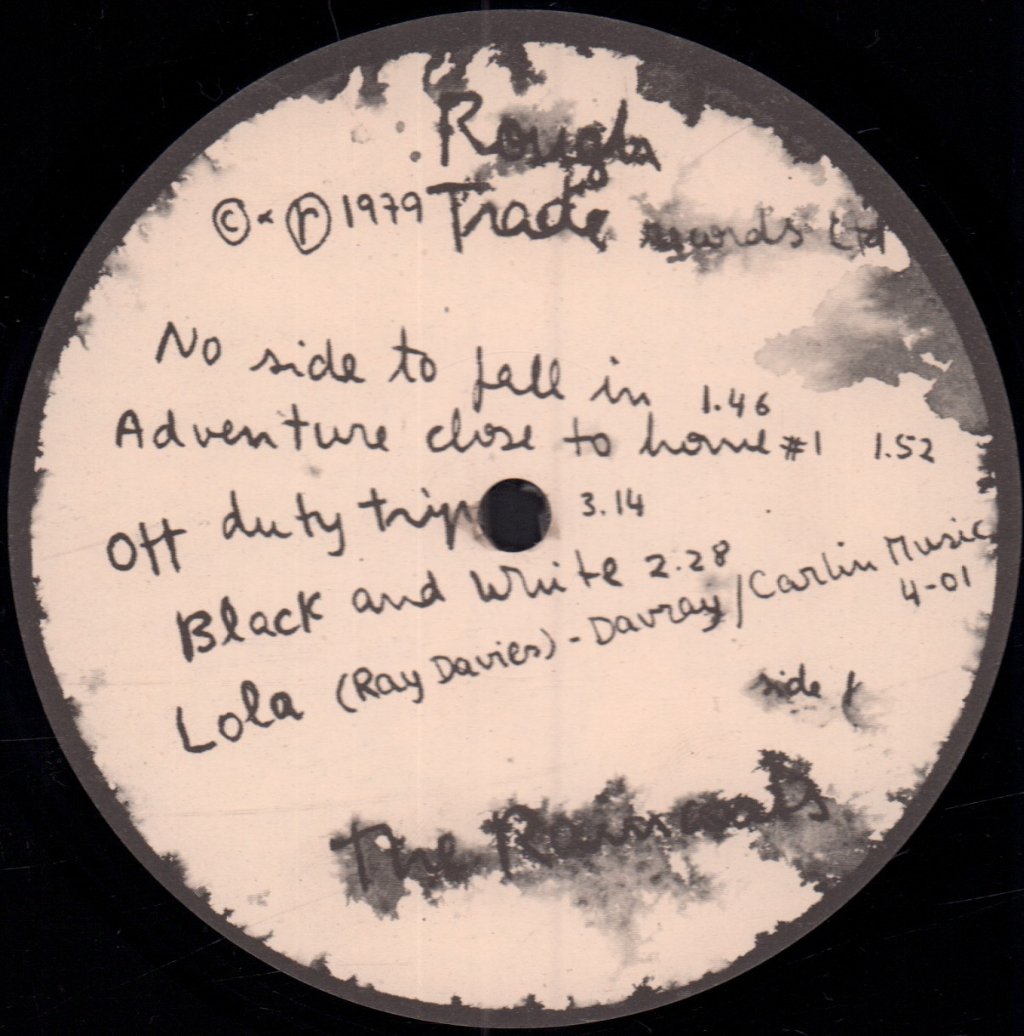 Rough
© & (r) 1979 Trade records Ltd
No side to fall in 1.46
Adventure close to home #1 1.52
Off duty trip 3.14
Black and White 2.28
Lola (Ray Davies) - Davray / Carlin Music
4-01
side 1
The Raincoats